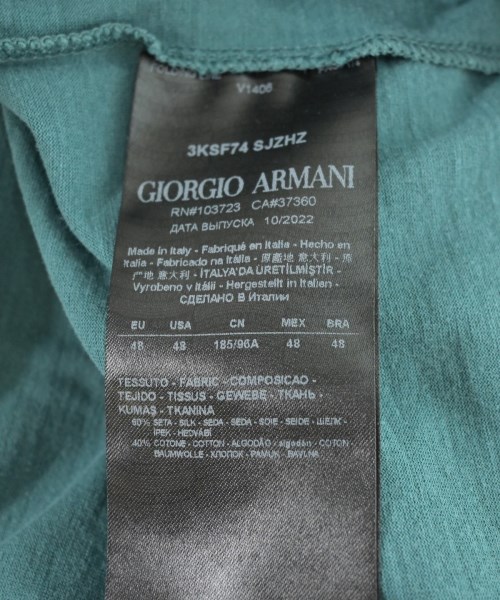 V1406
3KSF74 SJZHZ
GIORGIO ARMANI
RN#103723 CA#37360
ДАТА ВЫПУСКА 10/2022
Made in Italy - Fabriqué en Italie - Hecho en
Italia - Fabricado na Itália - 原產地 意大利 - 原
产地 意大利 - İTALYA'DA ÜRETİLMİŞTİR -
Vyrobeno v Itálii - Hergestellt in Italien -
СДЕЛАНО В Италии
EU USA CN MEX BRA
48 48 185/96A 48 48
TESSUTO - FABRIC - COMPOSICAO -
TEJIDO - TISSUS - GEWEBE - ТКАНЬ -
KUMAŞ - TKANINA
60% SETA - SILK - SEDA - SEDA - SOIE - SEIDE - ШЕЛК -
İPEK - HEDVÁBÍ
40% COTONE - COTTON - ALGODÃO - algodón - COTON -
BAUMWOLLE - ХЛОПОК - PAMUK - BAVLNA